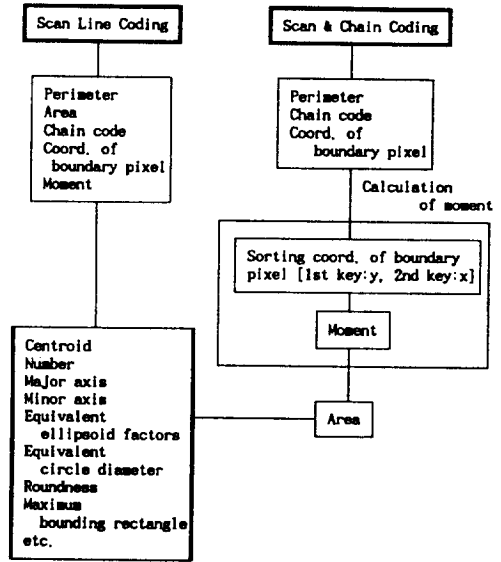 Scan Line Coding
Perimeter
Area
Chain code
Coord. of
boundary pixel
Moment
Centroid
Number
Major axis
Minor axis
Equivalent
ellipsoid factors
Equivalent
circle diameter
Roundness
Maximum
bounding rectangle
etc.
Scan & Chain Coding
Perimeter
Chain code
Coord. of
boundary pixel
Calculation
of moment
Sorting coord. of boundary
pixel [1st key:y, 2nd key:x}
Moment
Area